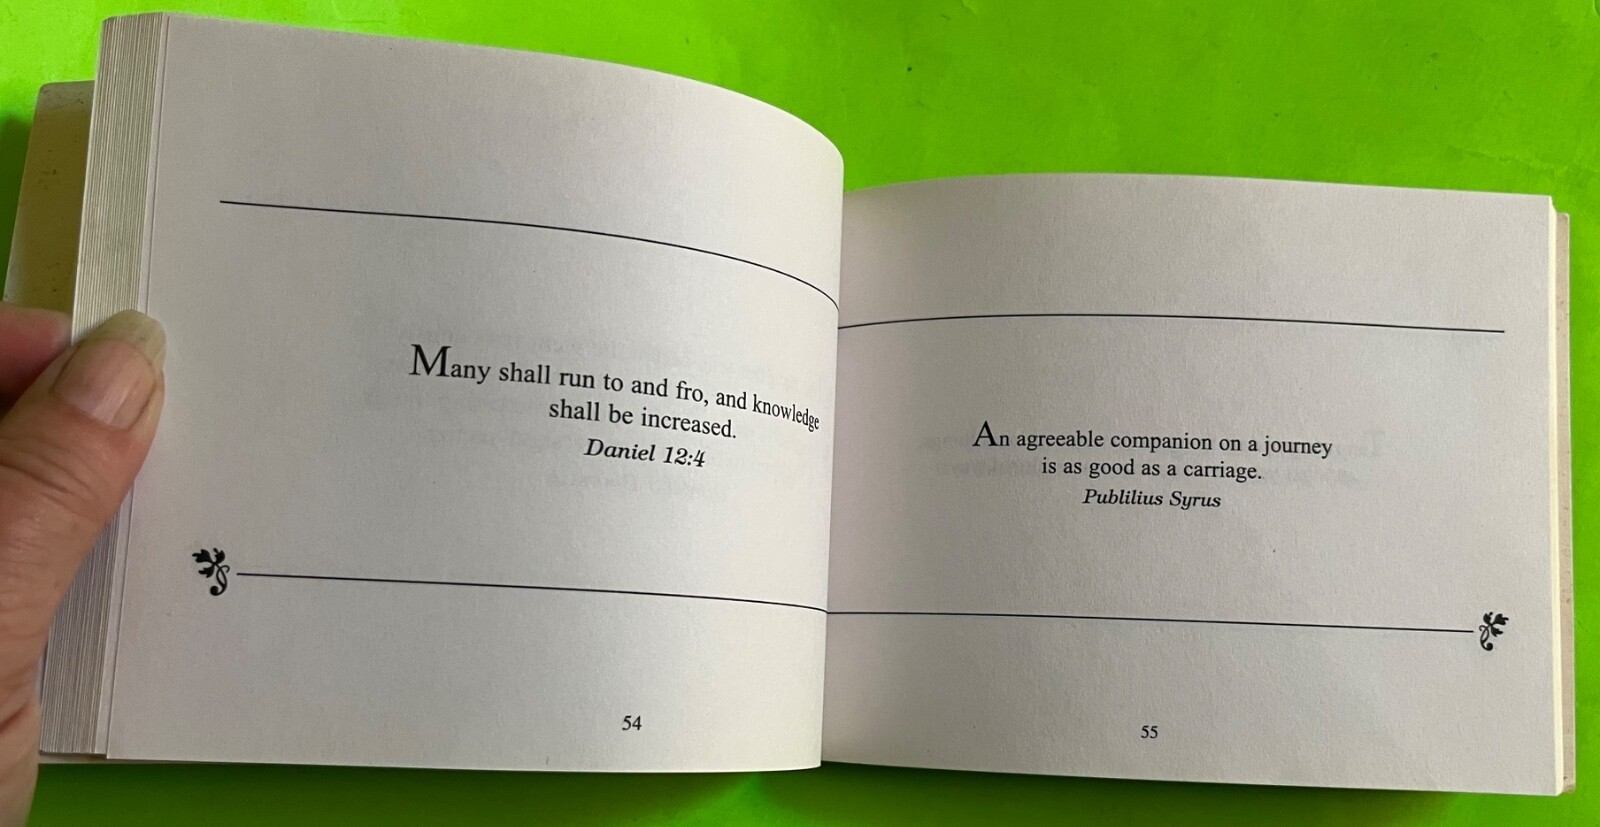 Many shall run to and fro, and knowledge
shall be increased.
Daniel 12:4
54
An agreeable companion on a journey
is as good as a carriage.
Publilius Syrus
55